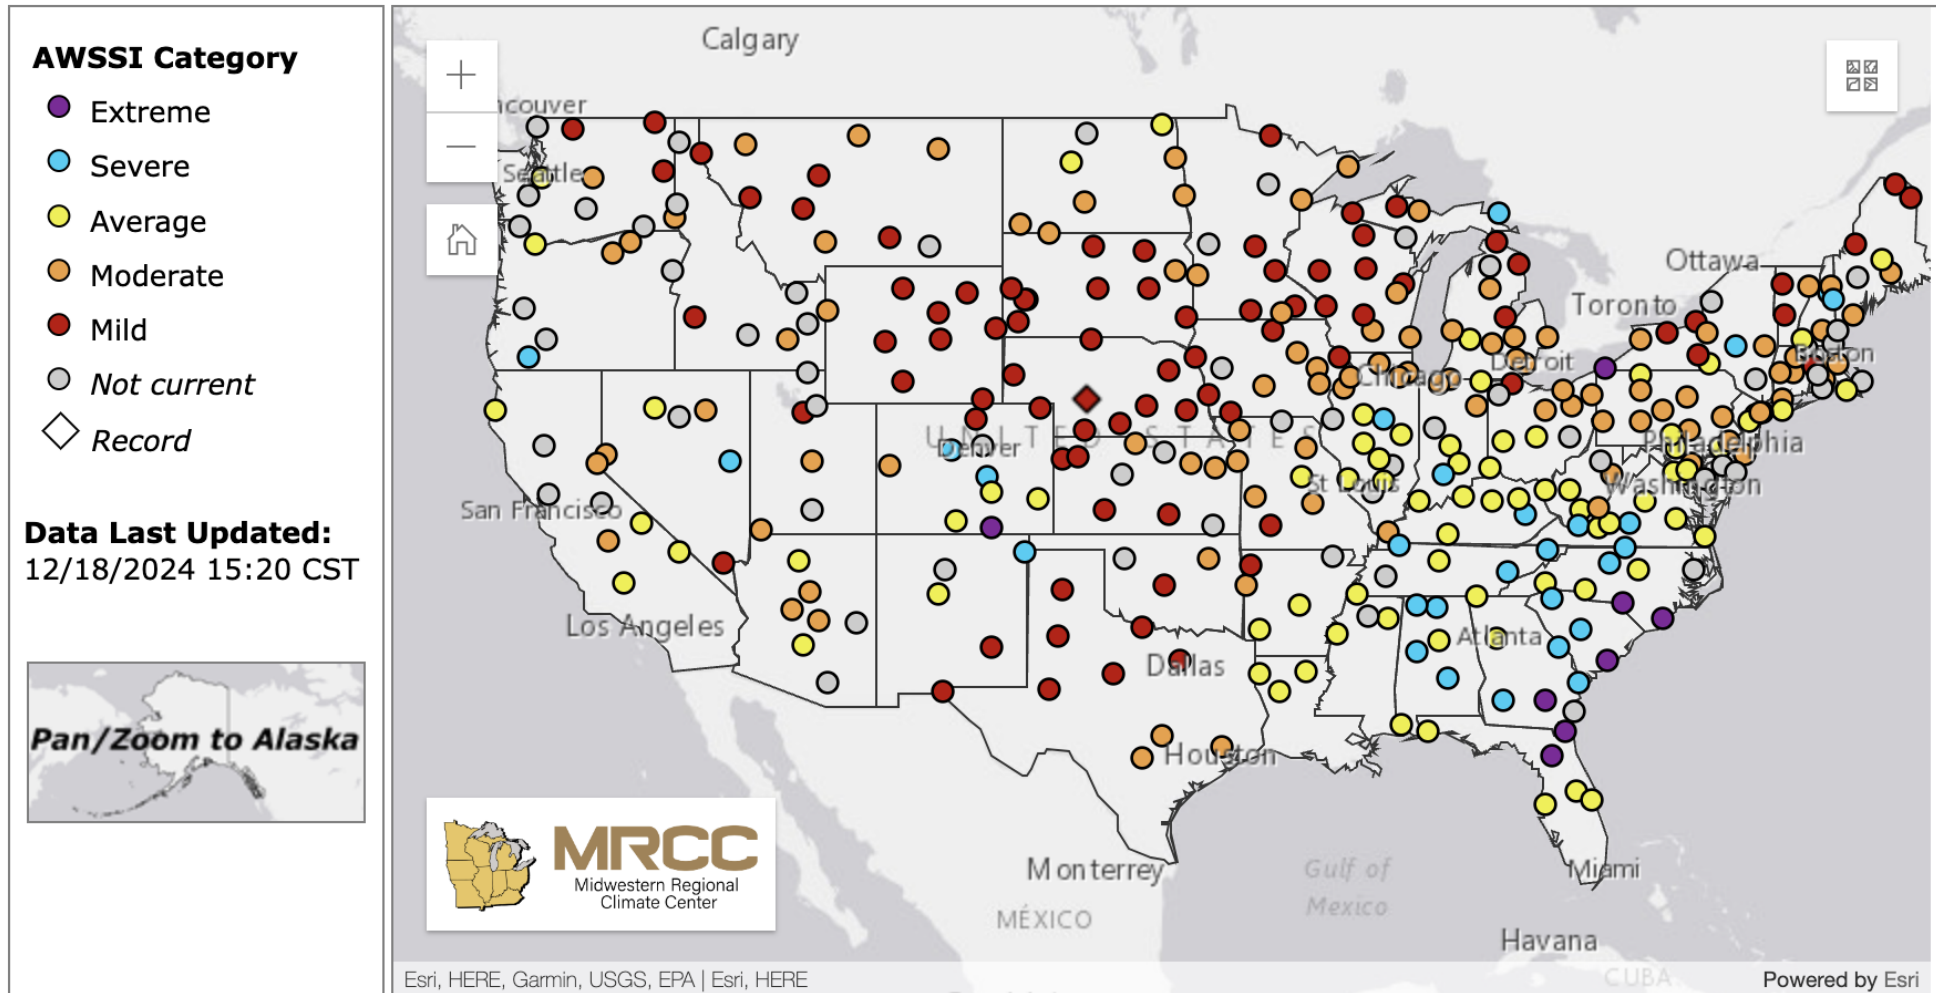 AWSSI Category
Extreme
Severe
Average
Moderate
Mild
Not current
Record
Data Last Updated:
12/18/2024 15:20 CST
Pan/Zoom to Alaska
Calgary
ncouver
Seattle
Ottawa
Toronto
Boston
Detroit
Chicago
UNITED STATES
Denver
Philadelphia
St Louis
Washington
San Francisco
Los Angeles
Atlanta
Dallas
Houston
MRCC
Midwestern Regional
Climate Center
Monterrey
Gulf of
Mexico
Miami
MÉXICO
Havana
CUBA
Esri, HERE, Garmin, USGS, EPA | Esri, HERE
Powered by Esri